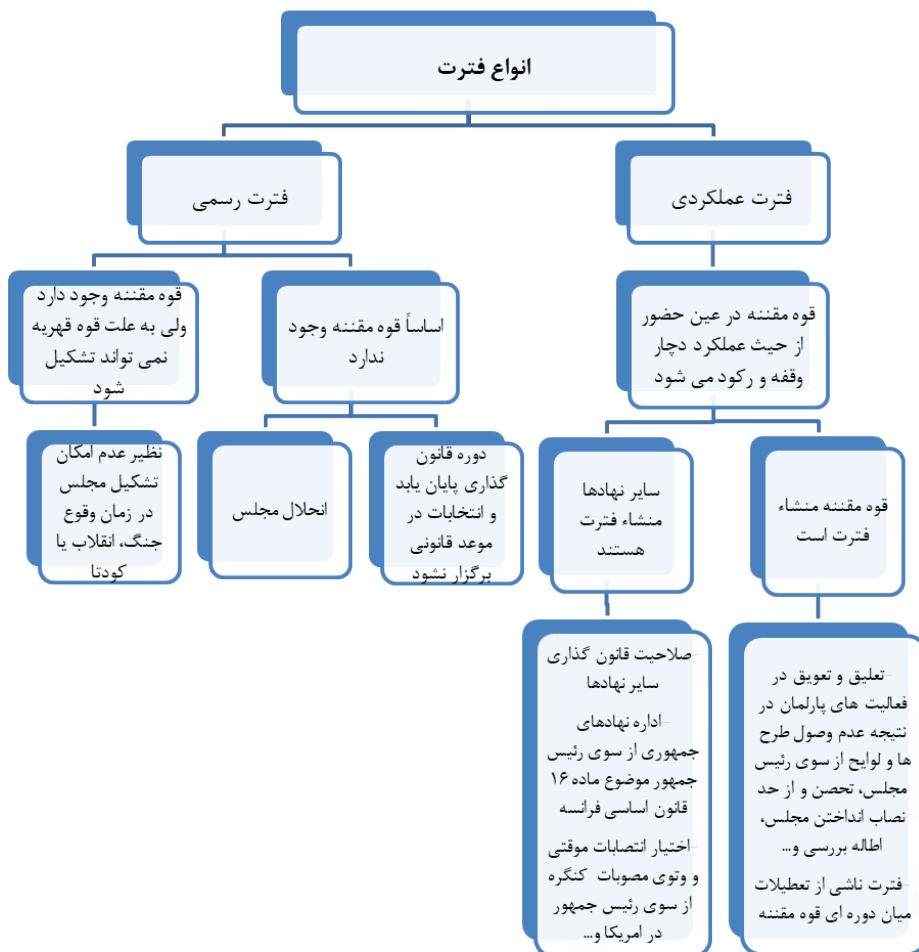 انواع فترت
فترت عملکردی
فترت رسمی
قوه مقننه در عین حضور
از حیث عملکرد دچار
وقفه و رکود می شود
اساساً قوه مقننه وجود
ندارد
قوه مقننه وجود دارد
ولی به علت قوه قهریه
نمی تواند تشکیل
شود
قوه مقننه منشاء
فترت است
سایر نهادها
منشاء فترت
هستند
دوره قانون
گذاری پایان یابد
و انتخابات در
موعد قانونی
برگزار نشود
انحلال مجلس
نظیر عدم امکان
تشکیل مجلس
در زمان وقوع
جنگ، انقلاب یا
کودتا
-تعلیق و تعویق در
فعالیت های پارلمان در
نتیجه عدم وصول طرح
ها و لوایح از سوی رئیس
مجلس، تحصن و از حد
نصاب انداختن مجلس،
اطاله بررسی و...
-فترت ناشی از تعطیلات
میان دوره ای قوه مقننه
-صلاحیت قانون گذاری
سایر نهادها
-اداره نهادهای
جمهوری از سوی رئیس
جمهور موضوع ماده ۱۶
قانون اساسی فرانسه
-اختیار انتصابات موقتی
و وتوی مصوبات کنگره
از سوی رئیس جمهور
در امریکا و...